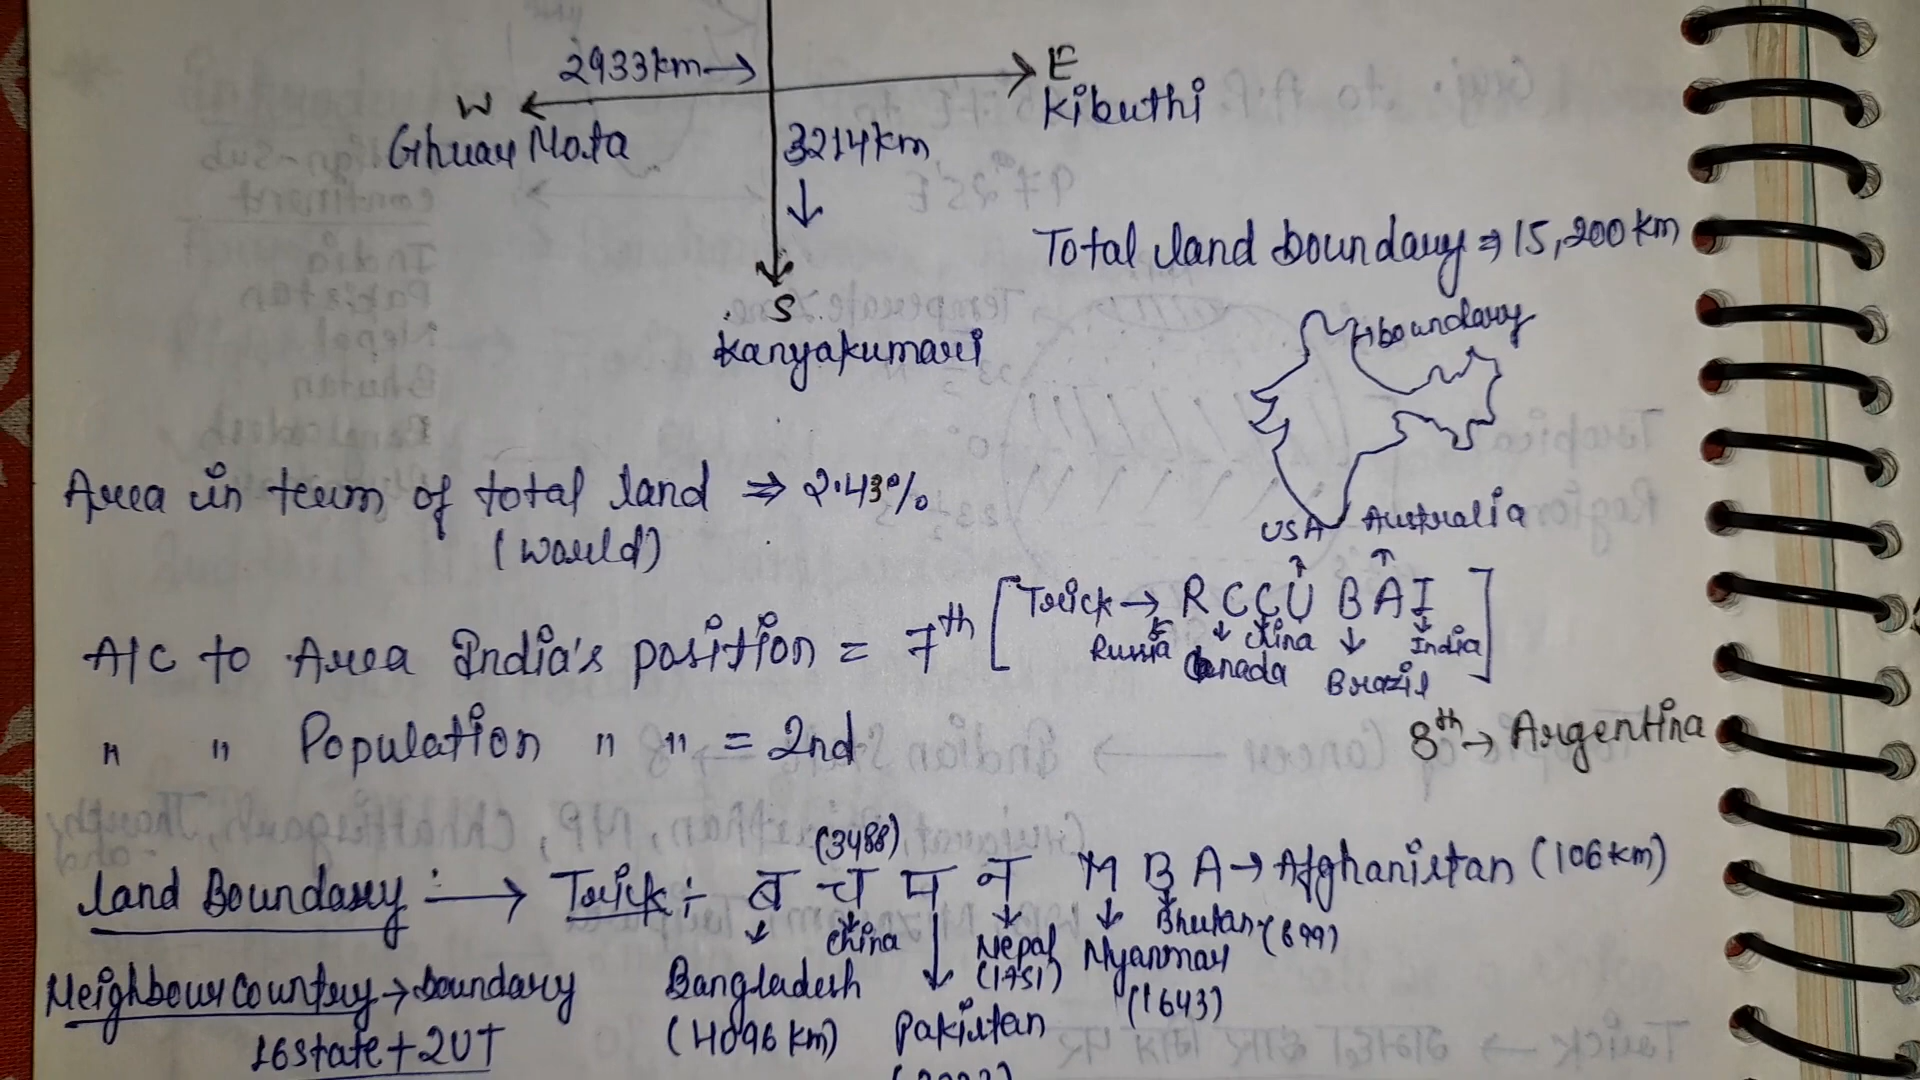 2933km→
W
E
Kibuthi
Ghuar Mota
3214km
↓
Total land boundary ⇒ 15,200km
S
Kanyakumari
→boundary
Area in term of total land ⇒ 2.43%
(World)
USA Australia
A/C to Area India's position = 7th [Trick → R C C U B A I]
Russia Canada China Brazil India
8th → Argentina
" " Population " " = 2nd
(3488)
Land Boundary :→ Trick :- ब च प न M B A → Afghanistan (106km)
China Nepal Myanmar Bhutan (699)
Neighbour country → boundary Bangladesh (1751) (1643)
16 state + 2UT (4096 km) Pakistan